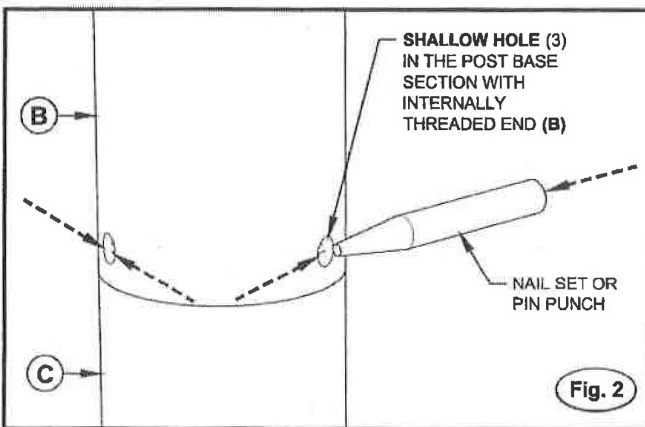 SHALLOW HOLE (3)
IN THE POST BASE
SECTION WITH
INTERNALLY
THREADED END (B)
B
NAIL SET OR
PIN PUNCH
C
Fig. 2